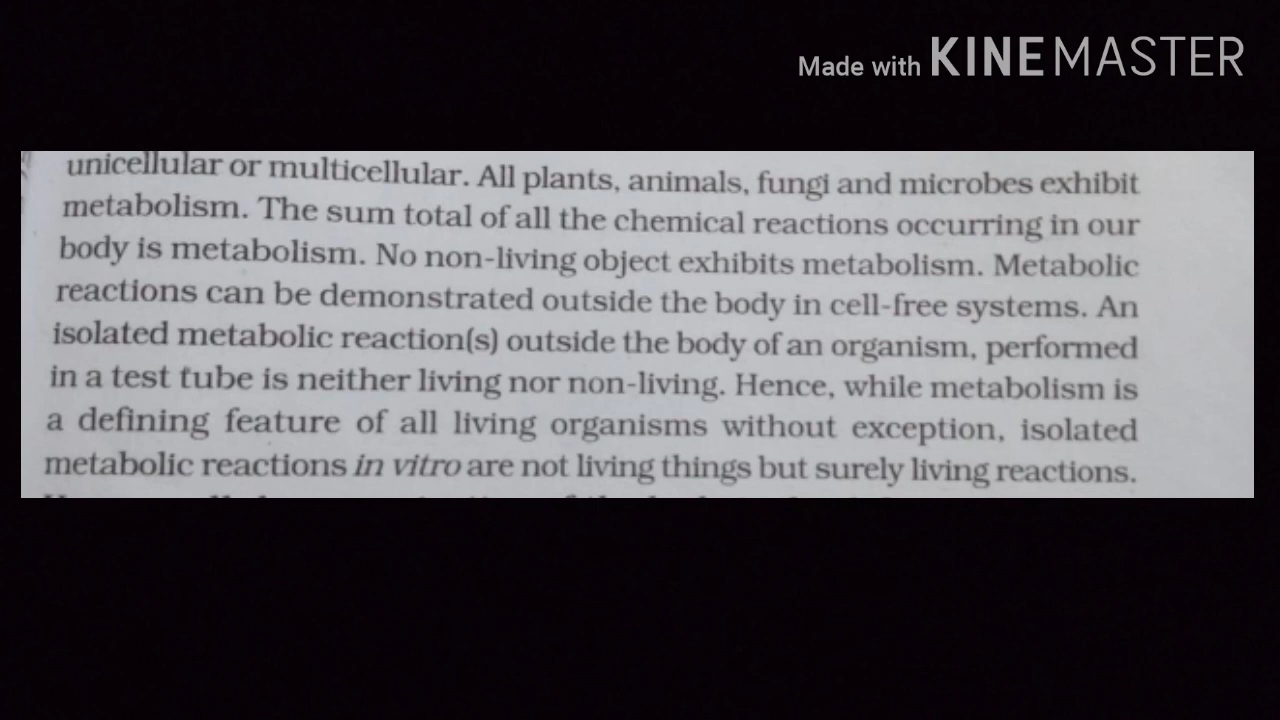 Made with KINEMASTER
unicellular or multicellular. All plants, animals, fungi and microbes exhibit
metabolism. The sum total of all the chemical reactions occurring in our
body is metabolism. No non-living object exhibits metabolism. Metabolic
reactions can be demonstrated outside the body in cell-free systems. An
isolated metabolic reaction(s) outside the body of an organism, performed
in a test tube is neither living nor non-living. Hence, while metabolism is
a defining feature of all living organisms without exception, isolated
metabolic reactions in vitro are not living things but surely living reactions.